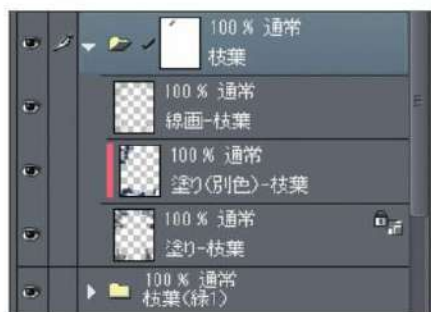 100 % 通常
枝葉
100 % 通常
線画-枝葉
100 % 通常
塗り(別色)-枝葉
100 % 通常
塗り-枝葉
100 % 通常
枝葉(緑1)